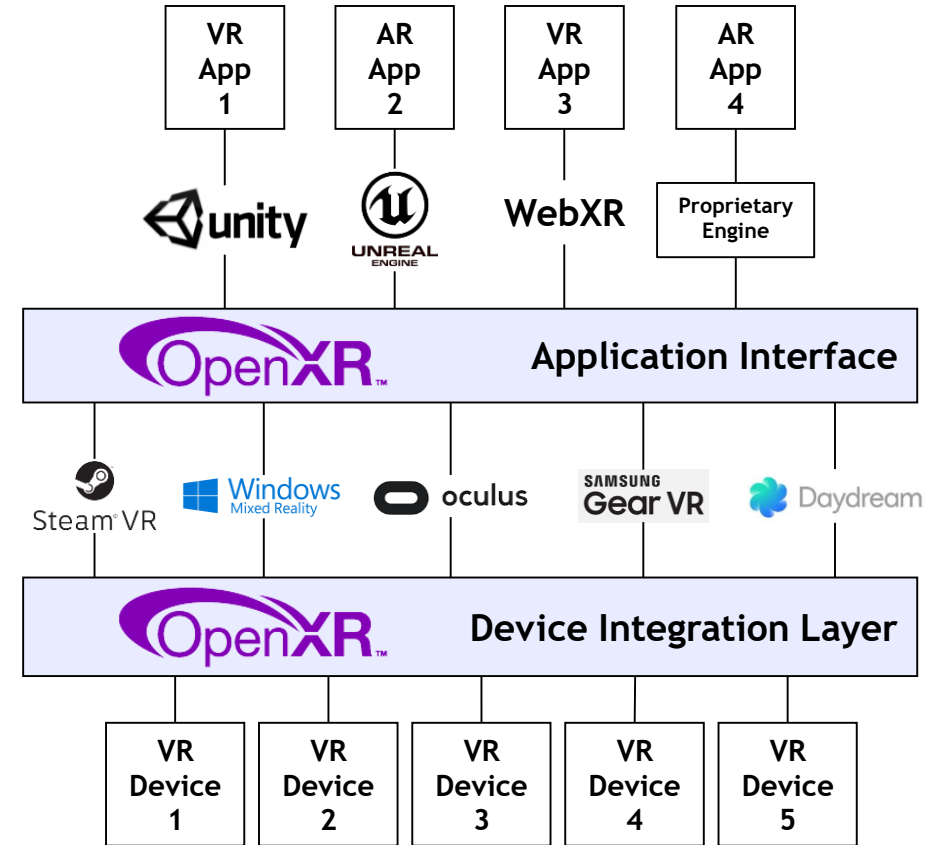 VR
App
1
AR
App
2
VR
App
3
AR
App
4
unity
UNREAL
ENGINE
WebXR
Proprietary
Engine
OpenXR™ Application Interface
Steam®VR
Windows
Mixed Reality
oculus
SAMSUNG
Gear VR
Daydream
OpenXR™ Device Integration Layer
VR
Device
1
VR
Device
2
VR
Device
3
VR
Device
4
VR
Device
5